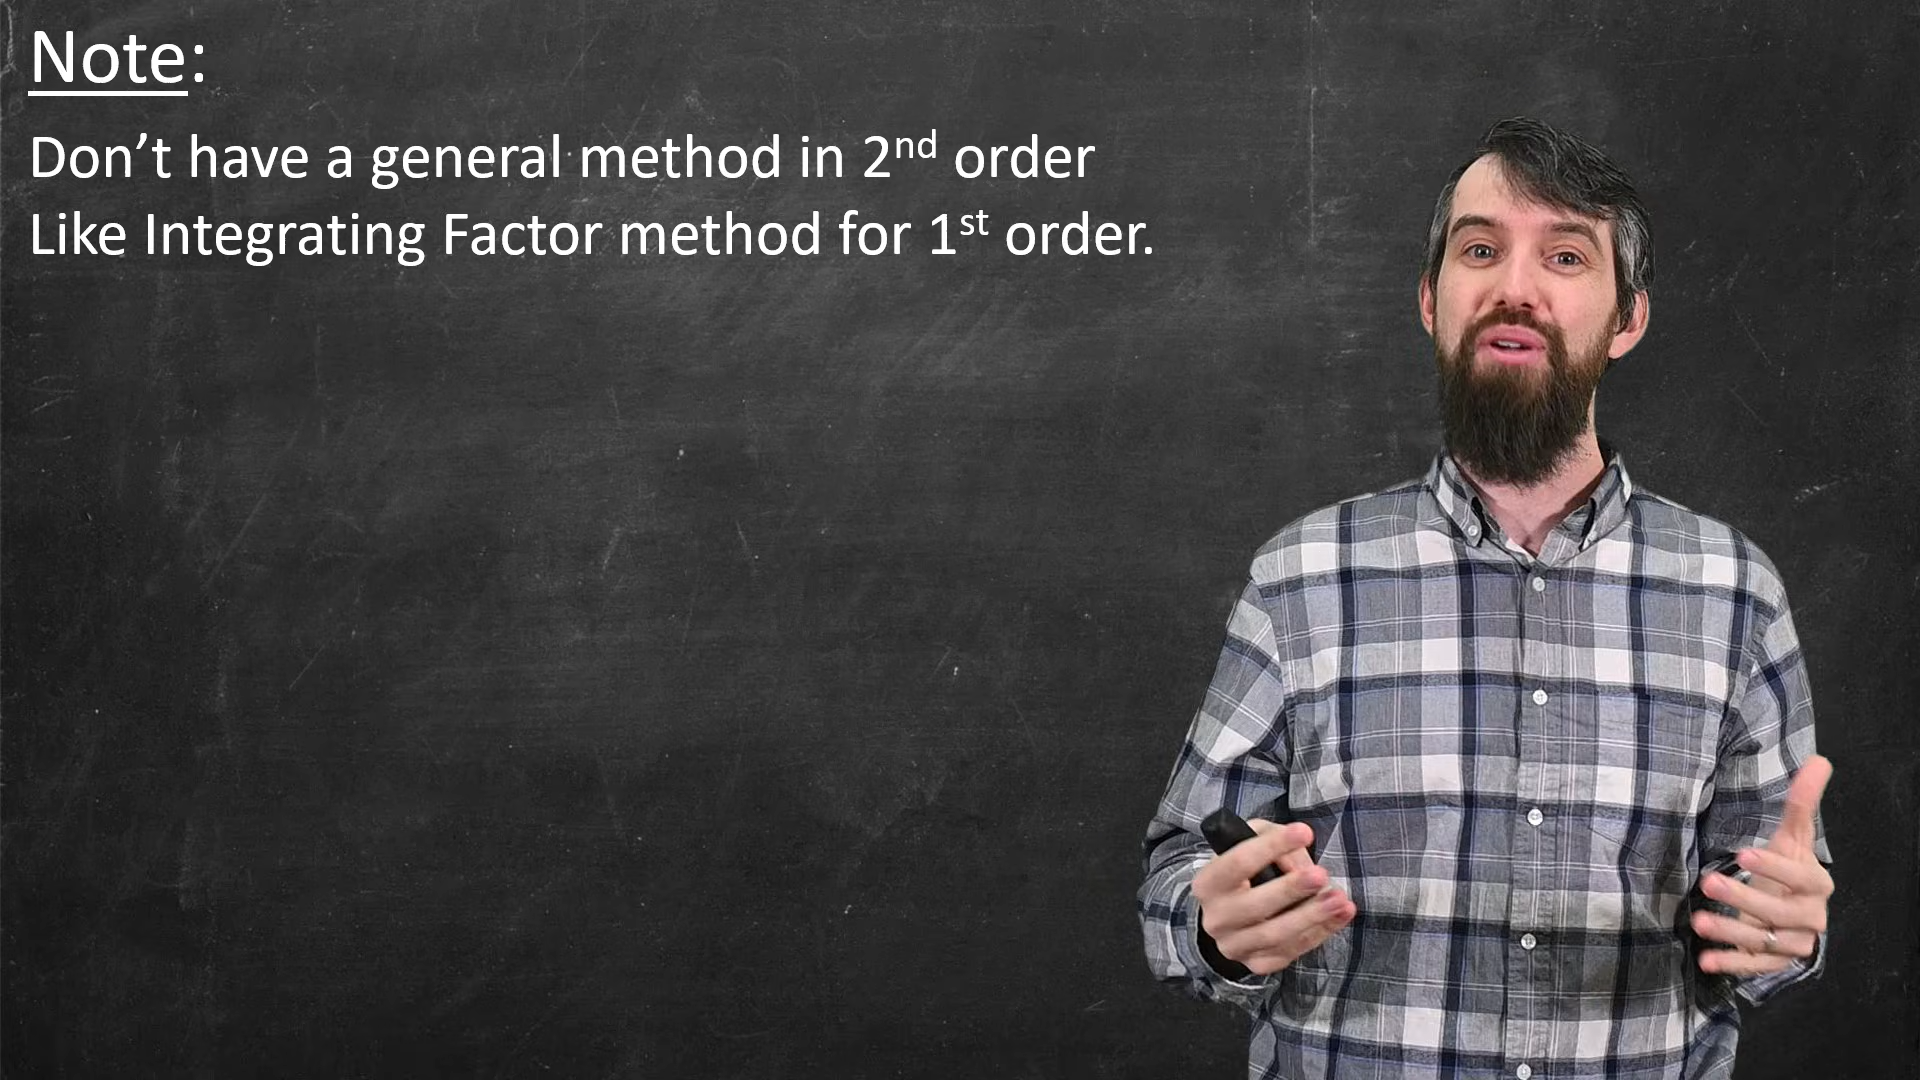 Note:
Don’t have a general method in 2nd order
Like Integrating Factor method for 1st order.